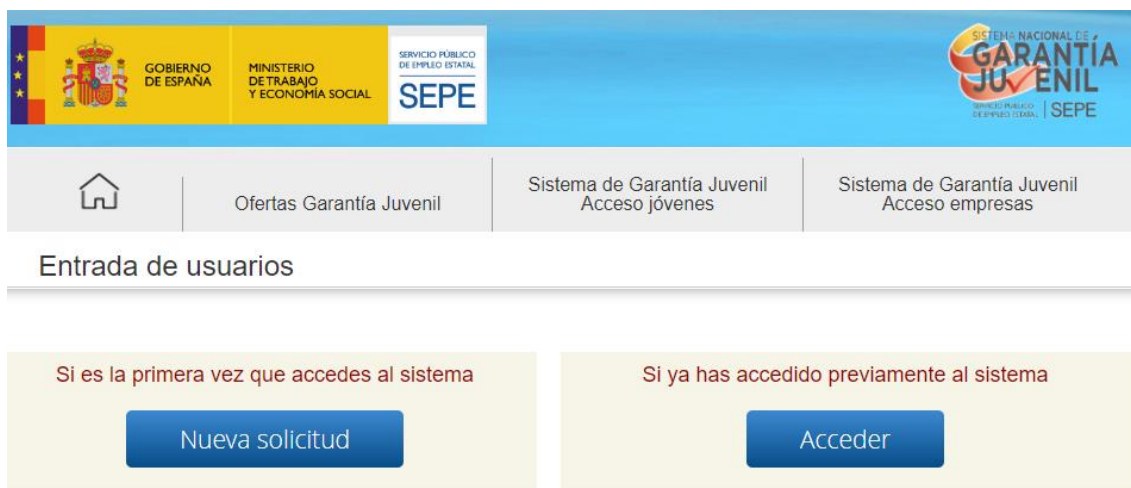 GOBIERNO
DE ESPAÑA
MINISTERIO
DE TRABAJO
Y ECONOMÍA SOCIAL
SERVICIO PÚBLICO
DE EMPLEO ESTATAL
SEPE
SISTEMA NACIONAL DE
GARANTÍA
JUVENIL
SERVICIO PÚBLICO
DE EMPLEO ESTATAL
SEPE
Ofertas Garantía Juvenil
Sistema de Garantía Juvenil
Acceso jóvenes
Sistema de Garantía Juvenil
Acceso empresas
Entrada de usuarios
Si es la primera vez que accedes al sistema
Nueva solicitud
Si ya has accedido previamente al sistema
Acceder